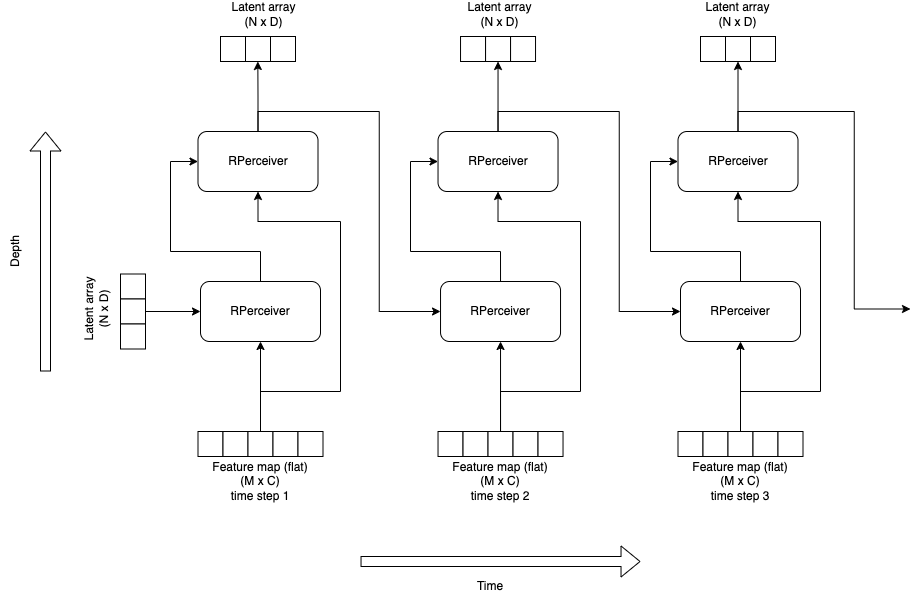 Latent array
(N x D)
Latent array
(N x D)
Latent array
(N x D)
RPerceiver
RPerceiver
RPerceiver
Depth
Latent array
(N x D)
RPerceiver
RPerceiver
RPerceiver
Feature map (flat)
(M x C)
time step 1
Feature map (flat)
(M x C)
time step 2
Feature map (flat)
(M x C)
time step 3
Time